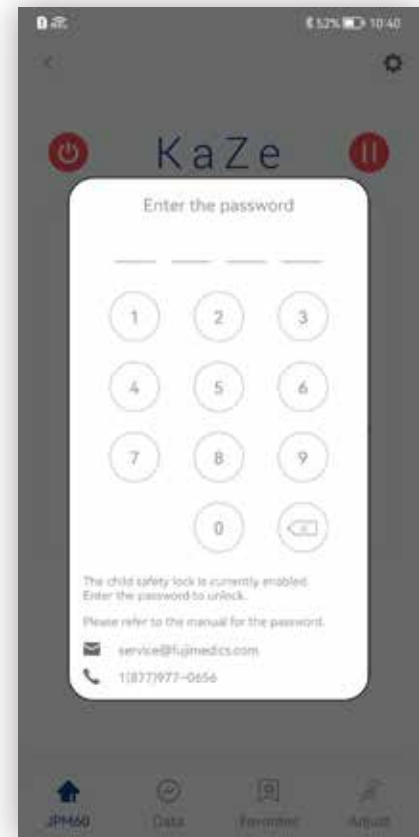 52% 10:40
KaZe
Enter the password
1 2 3
4 5 6
7 8 9
0
The child safety lock is currently enabled.
Enter the password to unlock.
Please refer to the manual for the password.
service@fujimedics.com
1(877)977-0656
JPM60 Data Favorites Adjust